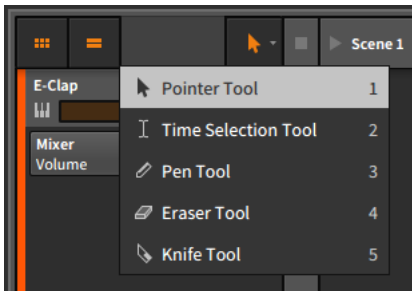 Scene 1
E-Clap
Pointer Tool 1
Time Selection Tool 2
Mixer
Volume
Pen Tool 3
Eraser Tool 4
Knife Tool 5